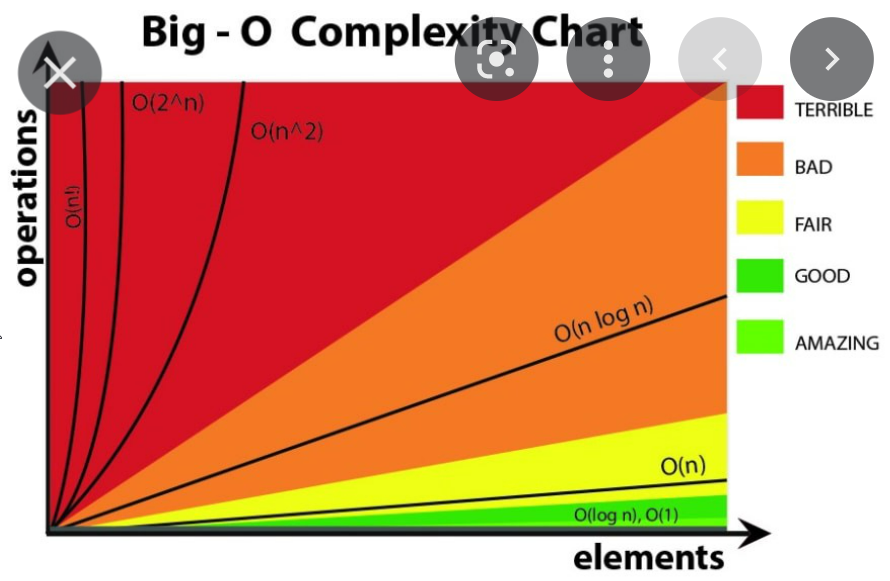 Big - O Complexity Chart
operations
O(n!)
O(2^n)
O(n^2)
O(n log n)
O(n)
O(log n), O(1)
elements
TERRIBLE
BAD
FAIR
GOOD
AMAZING